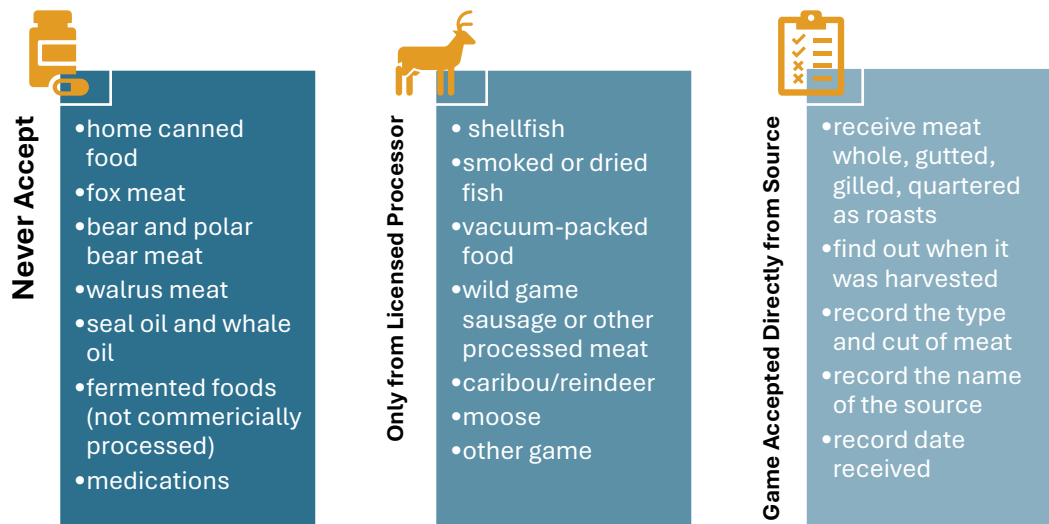 Never Accept
•home canned
food
•fox meat
•bear and polar
bear meat
•walrus meat
•seal oil and whale
oil
•fermented foods
(not commericially
processed)
•medications
Only from Licensed Processor
• shellfish
•smoked or dried
fish
•vacuum-packed
food
•wild game
sausage or other
processed meat
•caribou/reindeer
•moose
•other game
Game Accepted Directly from Source
•receive meat
whole, gutted,
gilled, quartered
as roasts
•find out when it
was harvested
•record the type
and cut of meat
•record the name
of the source
•record date
received